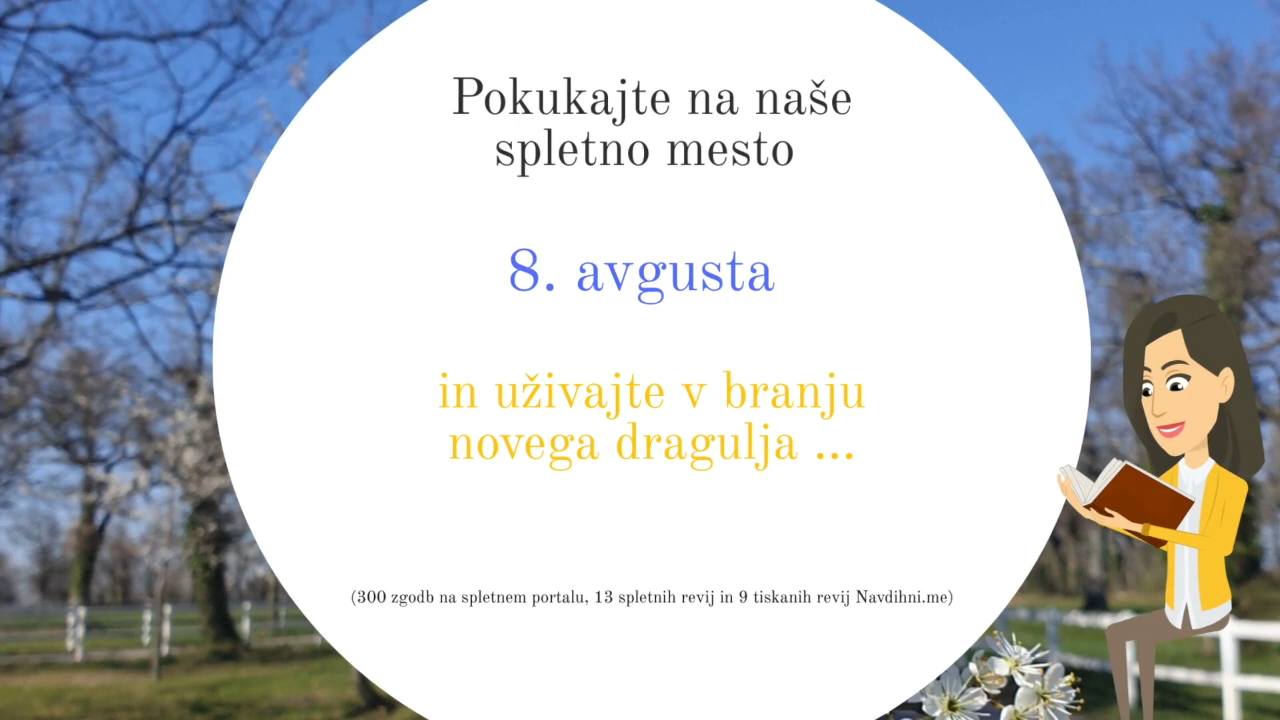 Pokukajte na naše
spletno mesto
8. avgusta
in uživajte v branju
novega dragulja ...
(300 zgodb na spletnem portalu, 13 spletnih revij in 9 tiskanih revij Navdihni.me)